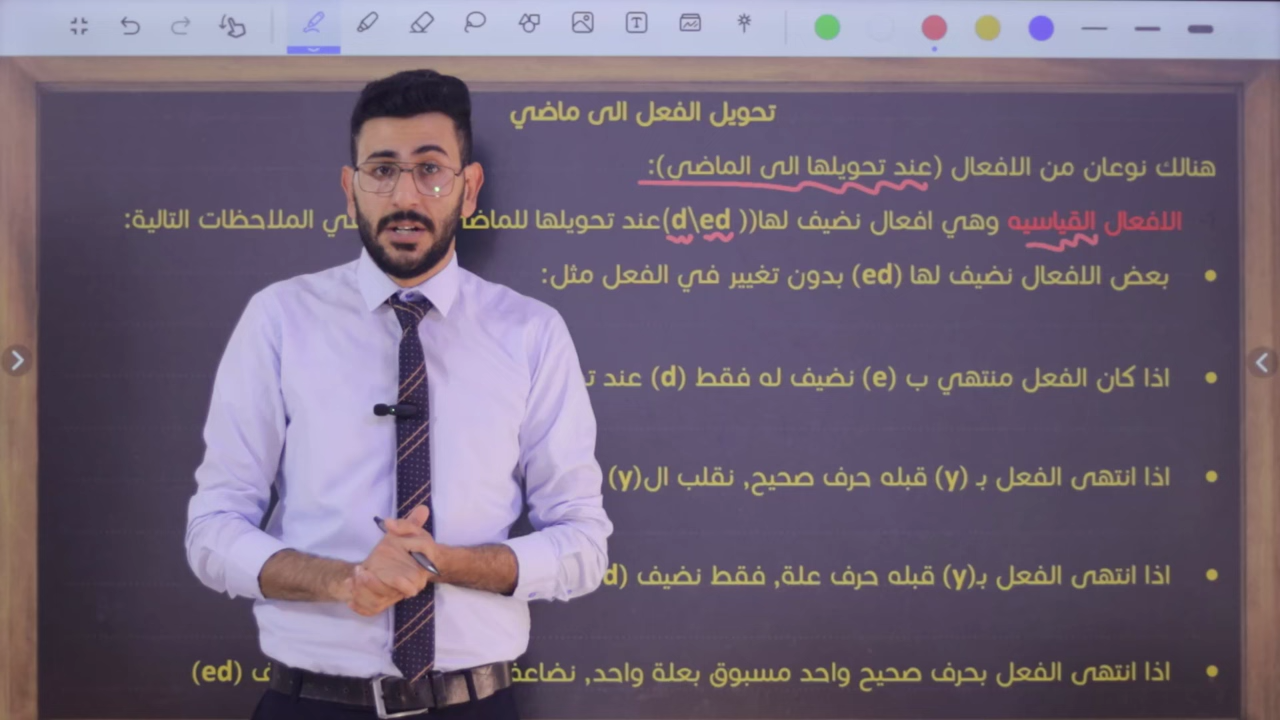 تحويل الفعل الى ماضي
هنالك نوعان من الافعال (عند تحويلها الى الماضي):
الافعال القياسيه وهي افعال نضيف لها((d\ed)عند تحويلها الملاحظات التالية:
بعض الافعال نضيف لها (ed) بدون تغيير في الفعل مثل:
اذا كان الفعل منتهي ب (e) نضيف له فقط (d) عند
اذا انتهى الفعل بـ (y) قبله حرف صحيح, نقلب ال(y)
اذا انتهى الفعل بـ(y) قبله حرف علة, فقط نضيف
اذا انتهى الفعل بحرف صحيح واحد مسبوق بعلة واحد, (ed)